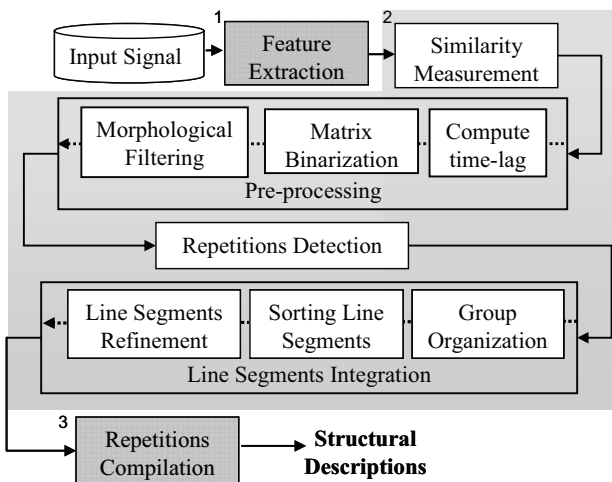 1
2
Input Signal
Feature
Extraction
Similarity
Measurement
Morphological
Filtering
Matrix
Binarization
Compute
time-lag
Pre-processing
Repetitions Detection
Line Segments
Refinement
Sorting Line
Segments
Group
Organization
Line Segments Integration
3
Repetitions
Compilation
Structural
Descriptions